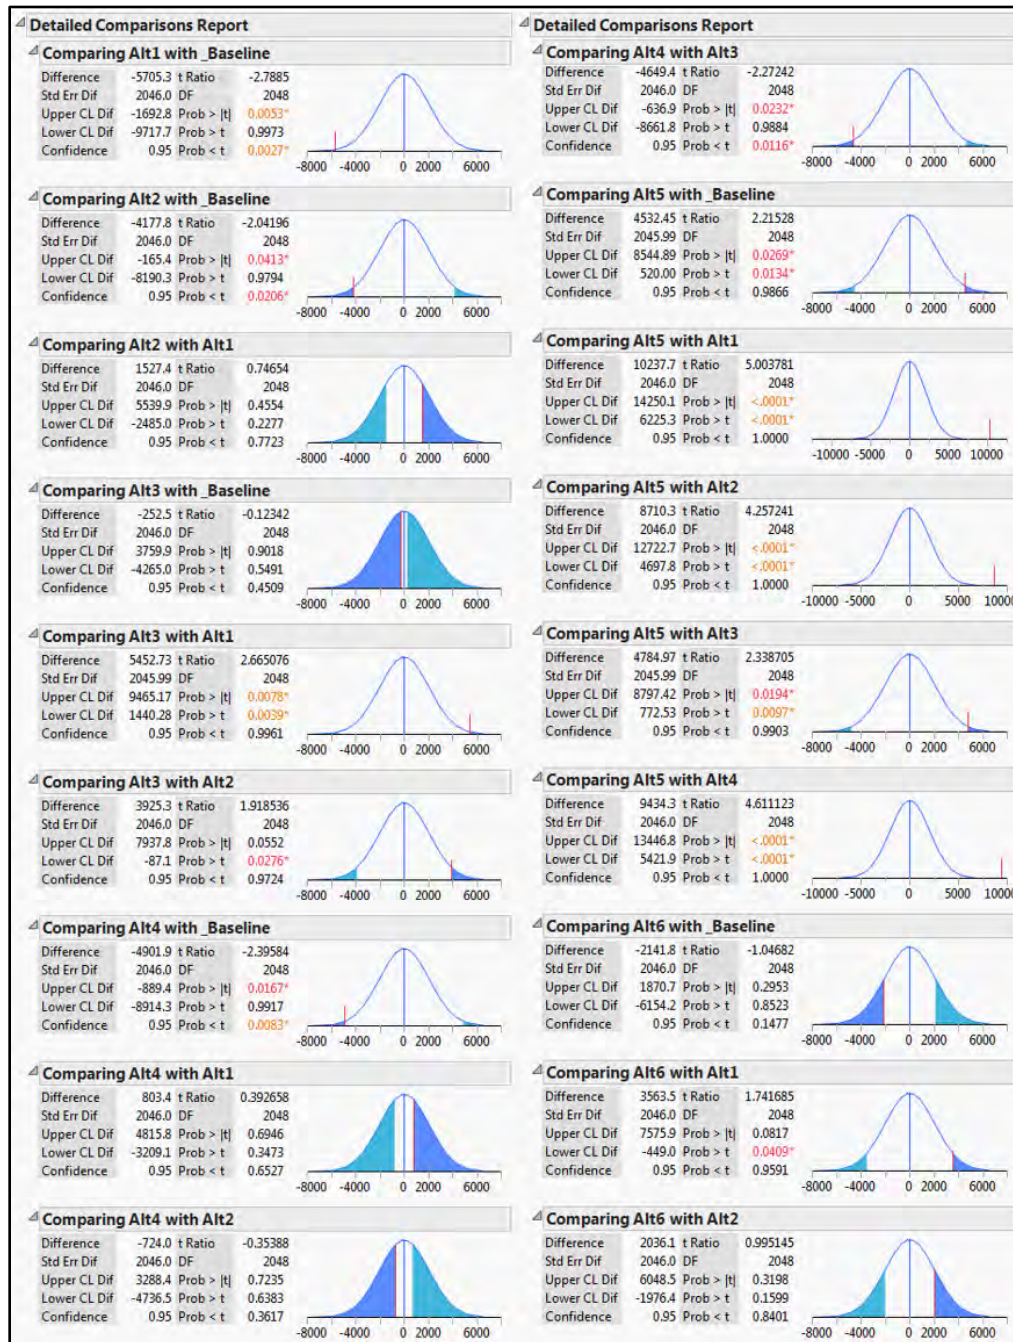 Detailed Comparisons Report
Comparing Alt1 with _Baseline
Difference -5705.3 t Ratio -2.7885
Std Err Dif 2046.0 DF 2048
Upper CL Dif -1692.8 Prob > |t| 0.0053*
Lower CL Dif -9717.7 Prob > t 0.9973
Confidence 0.95 Prob < t 0.0027*
-8000 -4000 0 2000 6000
Comparing Alt2 with _Baseline
Difference -4177.8 t Ratio -2.04196
Std Err Dif 2046.0 DF 2048
Upper CL Dif -165.4 Prob > |t| 0.0413*
Lower CL Dif -8190.3 Prob > t 0.9794
Confidence 0.95 Prob < t 0.0206*
-8000 -4000 0 2000 6000
Comparing Alt2 with Alt1
Difference 1527.4 t Ratio 0.74654
Std Err Dif 2046.0 DF 2048
Upper CL Dif 5539.9 Prob > |t| 0.4554
Lower CL Dif -2485.0 Prob > t 0.2277
Confidence 0.95 Prob < t 0.7723
-8000 -4000 0 2000 6000
Comparing Alt3 with _Baseline
Difference -252.5 t Ratio -0.12342
Std Err Dif 2046.0 DF 2048
Upper CL Dif 3759.9 Prob > |t| 0.9018
Lower CL Dif -4265.0 Prob > t 0.5491
Confidence 0.95 Prob < t 0.4509
-8000 -4000 0 2000 6000
Comparing Alt3 with Alt1
Difference 5452.73 t Ratio 2.665076
Std Err Dif 2045.99 DF 2048
Upper CL Dif 9465.17 Prob > |t| 0.0078*
Lower CL Dif 1440.28 Prob > t 0.0039*
Confidence 0.95 Prob < t 0.9961
-8000 -4000 0 2000 6000
Comparing Alt3 with Alt2
Difference 3925.3 t Ratio 1.918536
Std Err Dif 2046.0 DF 2048
Upper CL Dif 7937.8 Prob > |t| 0.0552
Lower CL Dif -87.1 Prob > t 0.0276*
Confidence 0.95 Prob < t 0.9724
-8000 -4000 0 2000 6000
Comparing Alt4 with _Baseline
Difference -4901.9 t Ratio -2.39584
Std Err Dif 2046.0 DF 2048
Upper CL Dif -889.4 Prob > |t| 0.0167*
Lower CL Dif -8914.3 Prob > t 0.9917
Confidence 0.95 Prob < t 0.0083*
-8000 -4000 0 2000 6000
Comparing Alt4 with Alt1
Difference 803.4 t Ratio 0.392658
Std Err Dif 2046.0 DF 2048
Upper CL Dif 4815.8 Prob > |t| 0.6946
Lower CL Dif -3209.1 Prob > t 0.3473
Confidence 0.95 Prob < t 0.6527
-8000 -4000 0 2000 6000
Comparing Alt4 with Alt2
Difference -724.0 t Ratio -0.35388
Std Err Dif 2046.0 DF 2048
Upper CL Dif 3288.4 Prob > |t| 0.7235
Lower CL Dif -4736.5 Prob > t 0.6383
Confidence 0.95 Prob < t 0.3617
-8000 -4000 0 2000 6000
Detailed Comparisons Report
Comparing Alt4 with Alt3
Difference -4649.4 t Ratio -2.27242
Std Err Dif 2046.0 DF 2048
Upper CL Dif -636.9 Prob > |t| 0.0232*
Lower CL Dif -8661.8 Prob > t 0.9884
Confidence 0.95 Prob < t 0.0116*
-8000 -4000 0 2000 6000
Comparing Alt5 with _Baseline
Difference 4532.45 t Ratio 2.21528
Std Err Dif 2045.99 DF 2048
Upper CL Dif 8544.89 Prob > |t| 0.0269*
Lower CL Dif 520.00 Prob > t 0.0134*
Confidence 0.95 Prob < t 0.9866
-8000 -4000 0 2000 6000
Comparing Alt5 with Alt1
Difference 10237.7 t Ratio 5.003781
Std Err Dif 2046.0 DF 2048
Upper CL Dif 14250.1 Prob > |t| <.0001*
Lower CL Dif 6225.3 Prob > t <.0001*
Confidence 0.95 Prob < t 1.0000
-10000 -5000 0 5000 10000
Comparing Alt5 with Alt2
Difference 8710.3 t Ratio 4.257241
Std Err Dif 2046.0 DF 2048
Upper CL Dif 12722.7 Prob > |t| <.0001*
Lower CL Dif 4697.8 Prob > t <.0001*
Confidence 0.95 Prob < t 1.0000
-10000 -5000 0 5000 10000
Comparing Alt5 with Alt3
Difference 4784.97 t Ratio 2.338705
Std Err Dif 2045.99 DF 2048
Upper CL Dif 8797.42 Prob > |t| 0.0194*
Lower CL Dif 772.53 Prob > t 0.0097*
Confidence 0.95 Prob < t 0.9903
-8000 -4000 0 2000 6000
Comparing Alt5 with Alt4
Difference 9434.3 t Ratio 4.611123
Std Err Dif 2046.0 DF 2048
Upper CL Dif 13446.8 Prob > |t| <.0001*
Lower CL Dif 5421.9 Prob > t <.0001*
Confidence 0.95 Prob < t 1.0000
-10000 -5000 0 5000 10000
Comparing Alt6 with _Baseline
Difference -2141.8 t Ratio -1.04682
Std Err Dif 2046.0 DF 2048
Upper CL Dif 1870.7 Prob > |t| 0.2953
Lower CL Dif -6154.2 Prob > t 0.8523
Confidence 0.95 Prob < t 0.1477
-8000 -4000 0 2000 6000
Comparing Alt6 with Alt1
Difference 3563.5 t Ratio 1.741685
Std Err Dif 2046.0 DF 2048
Upper CL Dif 7575.9 Prob > |t| 0.0817
Lower CL Dif -449.0 Prob > t 0.0409*
Confidence 0.95 Prob < t 0.9591
-8000 -4000 0 2000 6000
Comparing Alt6 with Alt2
Difference 2036.1 t Ratio 0.995145
Std Err Dif 2046.0 DF 2048
Upper CL Dif 6048.5 Prob > |t| 0.3198
Lower CL Dif -1976.4 Prob > t 0.1599
Confidence 0.95 Prob < t 0.8401
-8000 -4000 0 2000 6000